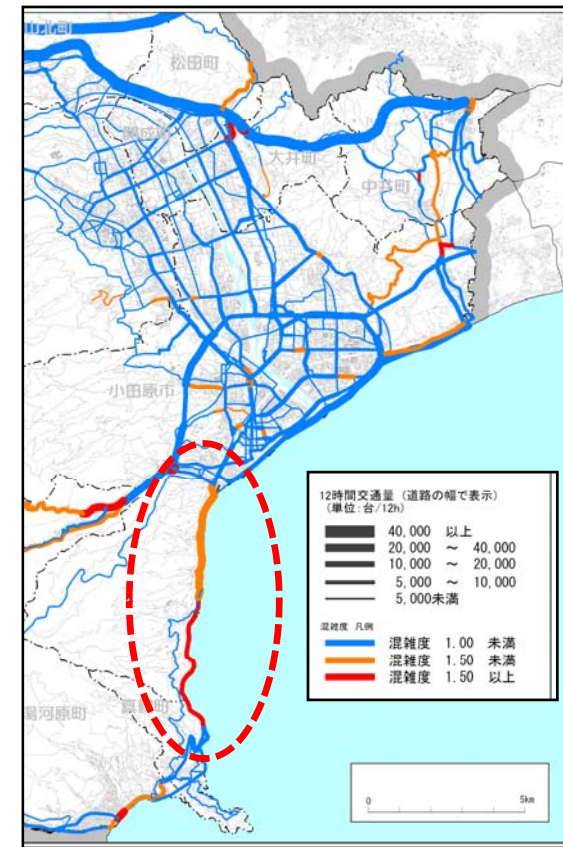 山北町
松田町
開成町
大井町
中井町
小田原市
12時間交通量 (道路の幅で表示)
(単位:台/12h)
40,000 以上
20,000 ~ 40,000
10,000 ~ 20,000
5,000 ~ 10,000
5,000未満
混雑度 凡例
混雑度 1.00 未満
混雑度 1.50 未満
混雑度 1.50 以上
湯河原町
真鶴町
0
5km